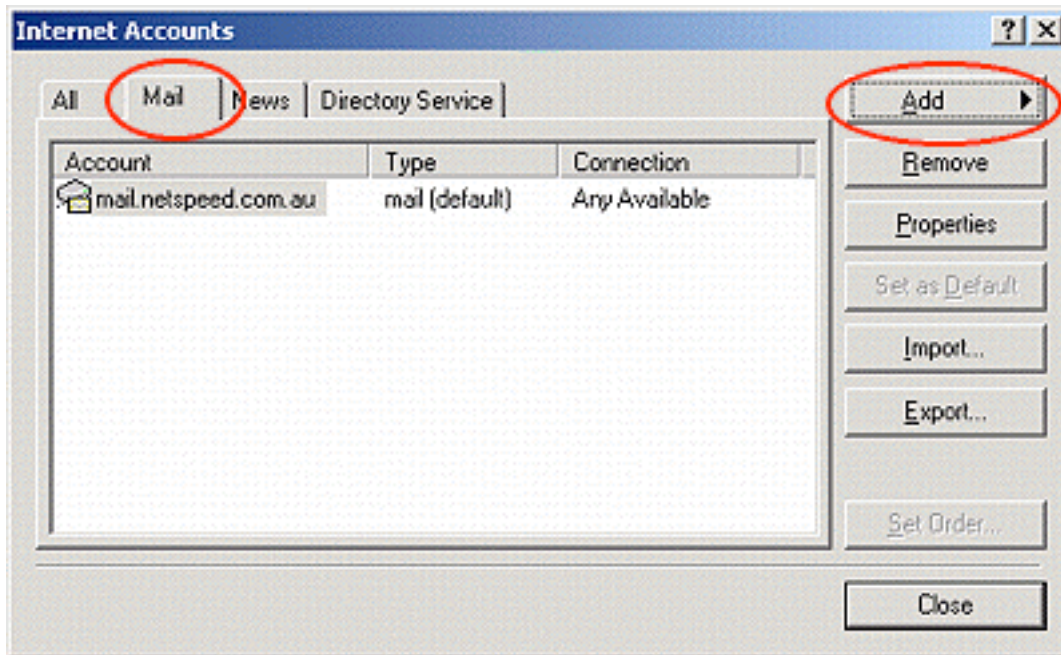 Internet Accounts
All Mail News Directory Service
Add
Account Type Connection
Remove
mail.netspeed.com.au mail (default) Any Available
Properties
Set as Default
Import...
Export...
Set Order...
Close